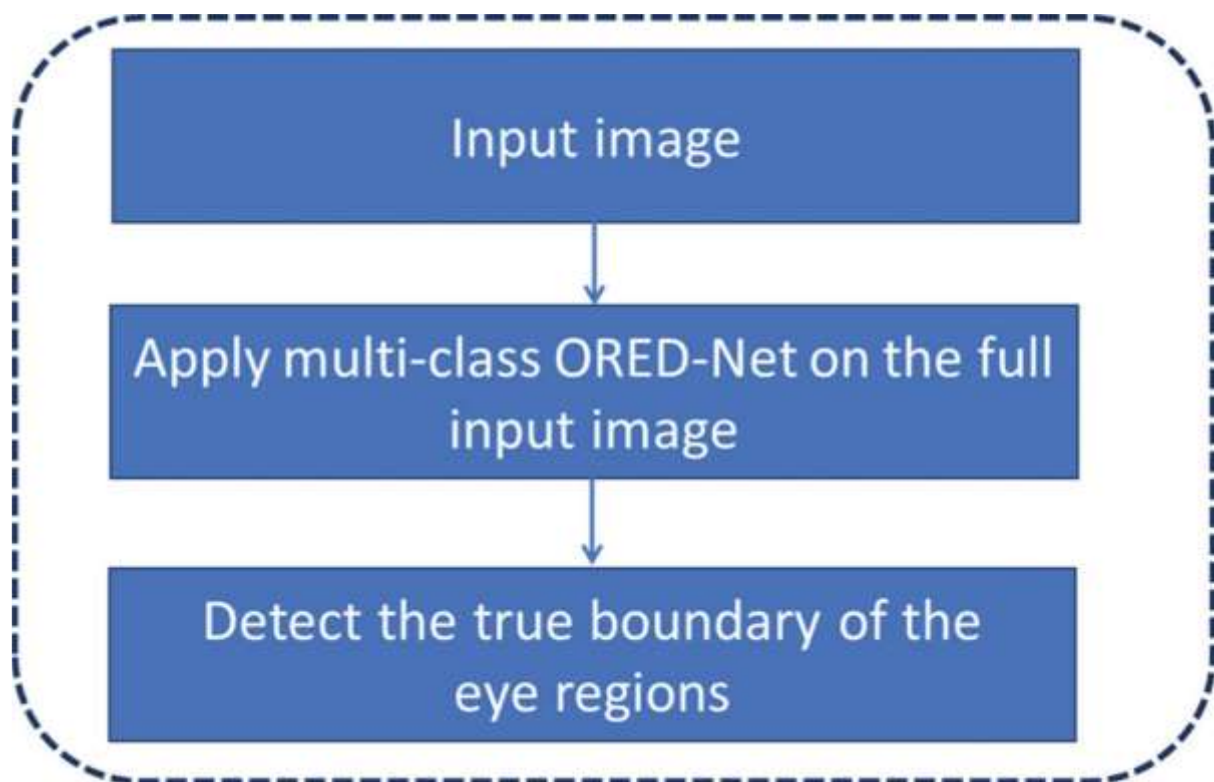 Input image
Apply multi-class ORED-Net on the full
input image
Detect the true boundary of the
eye regions